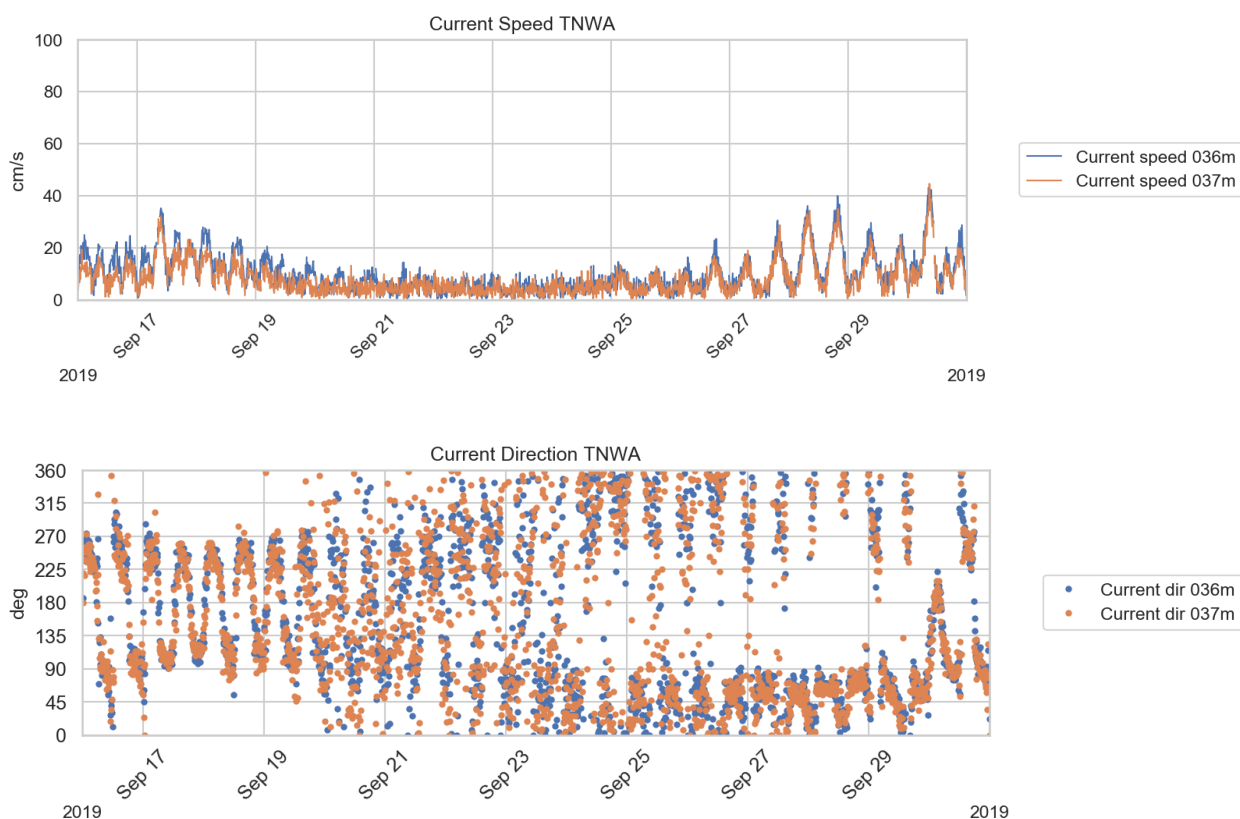 Current Speed TNWA
100
80
60
40
20
0
cm/s
Sep 17
Sep 19
Sep 21
Sep 23
Sep 25
Sep 27
Sep 29
2019
2019
Current speed 036m
Current speed 037m
Current Direction TNWA
360
315
270
225
180
135
90
45
0
deg
Sep 17
Sep 19
Sep 21
Sep 23
Sep 25
Sep 27
Sep 29
2019
2019
Current dir 036m
Current dir 037m